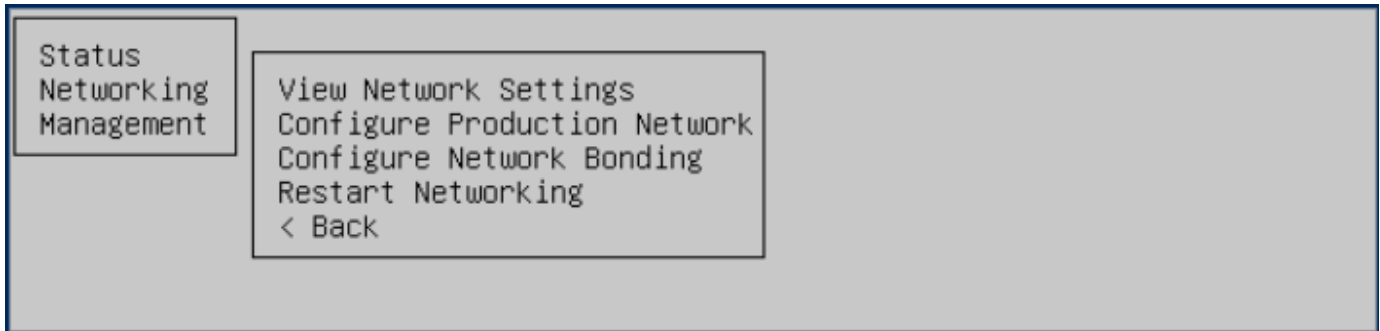 Status
Networking
Management
View Network Settings
Configure Production Network
Configure Network Bonding
Restart Networking
< Back